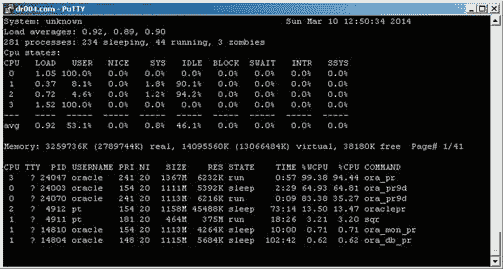 dr004.com - PuTTY
System: unknown Sun Mar 10 12:50:34 2014
Load averages: 0.92, 0.89, 0.90
281 processes: 234 sleeping, 44 running, 3 zombies
Cpu states:
CPU LOAD USER NICE SYS IDLE BLOCK SWAIT INTR SSYS
0 1.05 100.0% 0.0% 0.0% 0.0% 0.0% 0.0% 0.0% 0.0%
1 0.37 8.1% 0.0% 1.8% 90.1% 0.0% 0.0% 0.0% 0.0%
2 0.72 4.6% 0.0% 1.2% 94.2% 0.0% 0.0% 0.0% 0.0%
3 1.52 100.0% 0.0% 0.0% 0.0% 0.0% 0.0% 0.0% 0.0%
--- ---- ----- ----- ----- ----- ----- ----- ----- -----
avg 0.92 53.1% 0.0% 0.8% 46.1% 0.0% 0.0% 0.0% 0.0%
Memory: 3259736K (2789744K) real, 14095560K (13066484K) virtual, 38180K free Page# 1/41
CPU TTY PID USERNAME PRI NI SIZE RES STATE TIME %WCPU %CPU COMMAND
3 ? 24047 oracle 241 20 1367M 6232K run 0:57 99.38 94.44 ora_pr
0 ? 24003 oracle 154 20 1111M 5392K sleep 2:29 64.93 64.81 ora_pr9d
0 ? 24070 oracle 241 20 1113M 6216K run 0:09 83.38 35.27 ora_pr9d
2 ? 4912 pt 154 20 1158M 45488K sleep 73:14 13.50 13.47 oraclepr
1 ? 4911 pt 181 20 464M 375M run 18:26 3.21 3.20 sqr
1 ? 14810 oracle 154 20 1113M 4264K sleep 10:00 0.71 0.71 ora_mon_pr
1 ? 14804 oracle 148 20 1115M 5684K sleep 102:42 0.62 0.62 ora_db_pr